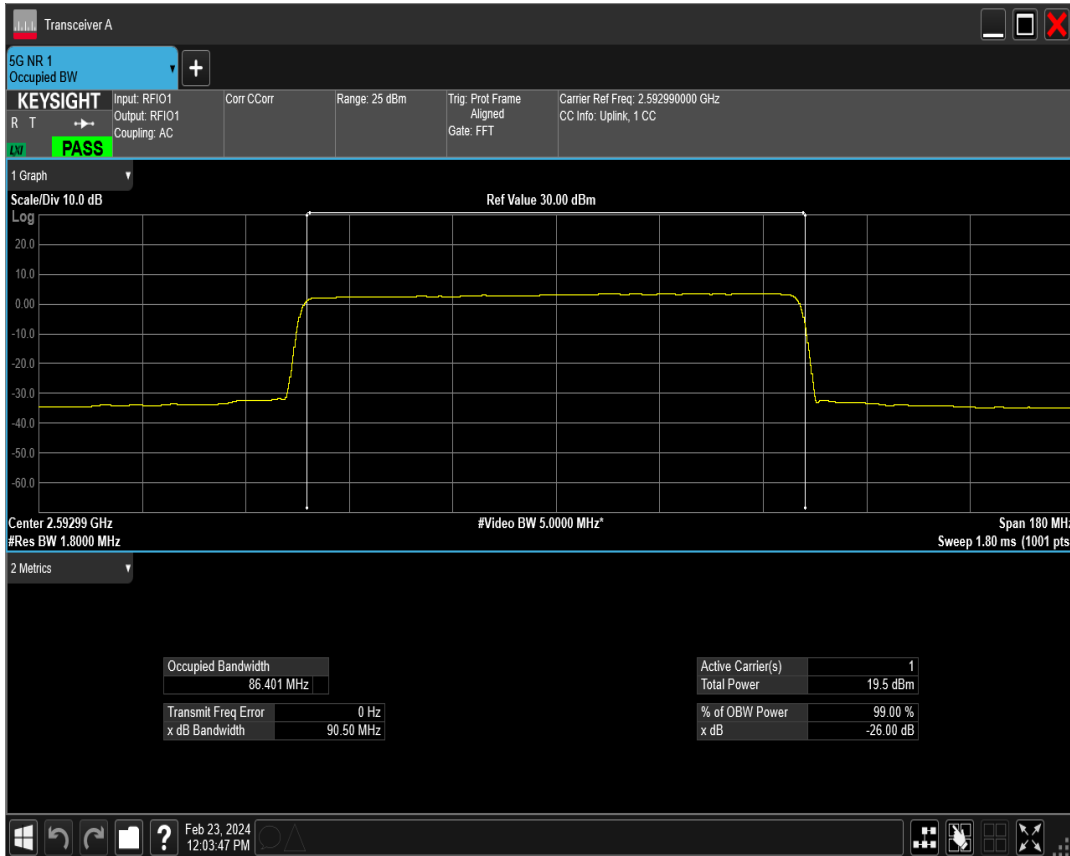 Transceiver A
5G NR 1
Occupied BW
KEYSIGHT
R T
LXI
PASS
Input: RFIO1
Output: RFIO1
Coupling: AC
Corr CCorr
Range: 25 dBm
Trig: Prot Frame
Aligned
Gate: FFT
Carrier Ref Freq: 2.592990000 GHz
CC Info: Uplink, 1 CC
1 Graph
Scale/Div 10.0 dB
Ref Value 30.00 dBm
Log
20.0
10.0
0.00
-10.0
-20.0
-30.0
-40.0
-50.0
-60.0
Center 2.59299 GHz
#Video BW 5.0000 MHz*
Span 180 MHz
#Res BW 1.8000 MHz
Sweep 1.80 ms (1001 pts
2 Metrics
Occupied Bandwidth
86.401 MHz
Transmit Freq Error 0 Hz
x dB Bandwidth 90.50 MHz
Active Carrier(s) 1
Total Power 19.5 dBm
% of OBW Power 99.00 %
x dB -26.00 dB
?
Feb 23, 2024
12:03:47 PM